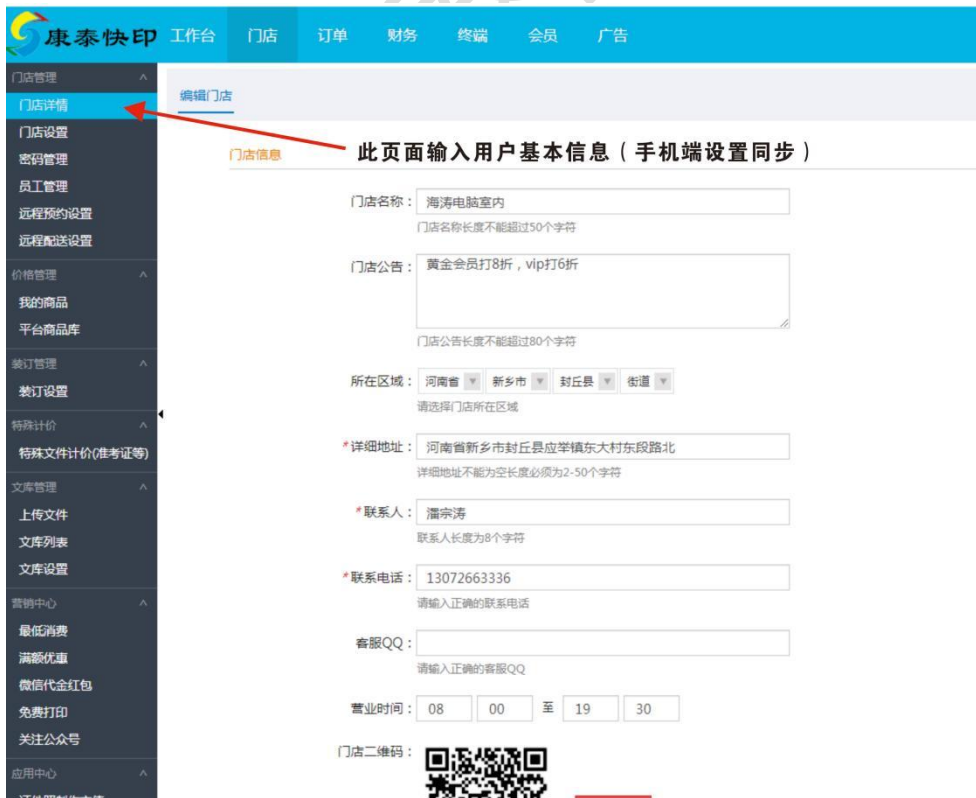 康泰快印 工作台 门店 订单 财务 终端 会员 广告
门店管理
门店详情
门店设置
密码管理
员工管理
远程预约设置
远程配送设置
价格管理
我的商品
平台商品库
装订管理
装订设置
特殊计价
特殊文件计价(准考证等)
文库管理
上传文件
文库列表
文库设置
营销中心
最低消费
满额优惠
微信代金红包
免费打印
关注公众号
应用中心
编辑门店
此页面输入用户基本信息(手机端设置同步)
门店信息
门店名称: 海涛电脑室内
门店名称长度不能超过50个字符
门店公告: 黄金会员打8折,vip打6折
门店公告长度不能超过80个字符
所在区域: 河南省 新乡市 封丘县 街道
请选择门店所在区域
*详细地址: 河南省新乡市封丘县应举镇东大村东段路北
详细地址不能为空长度必须为2-50个字符
*联系人: 潘宗涛
联系人长度为8个字符
*联系电话: 13072663336
请输入正确的联系电话
客服QQ:
请输入正确的客服QQ
营业时间: 08 00 至 19 30
门店二维码: